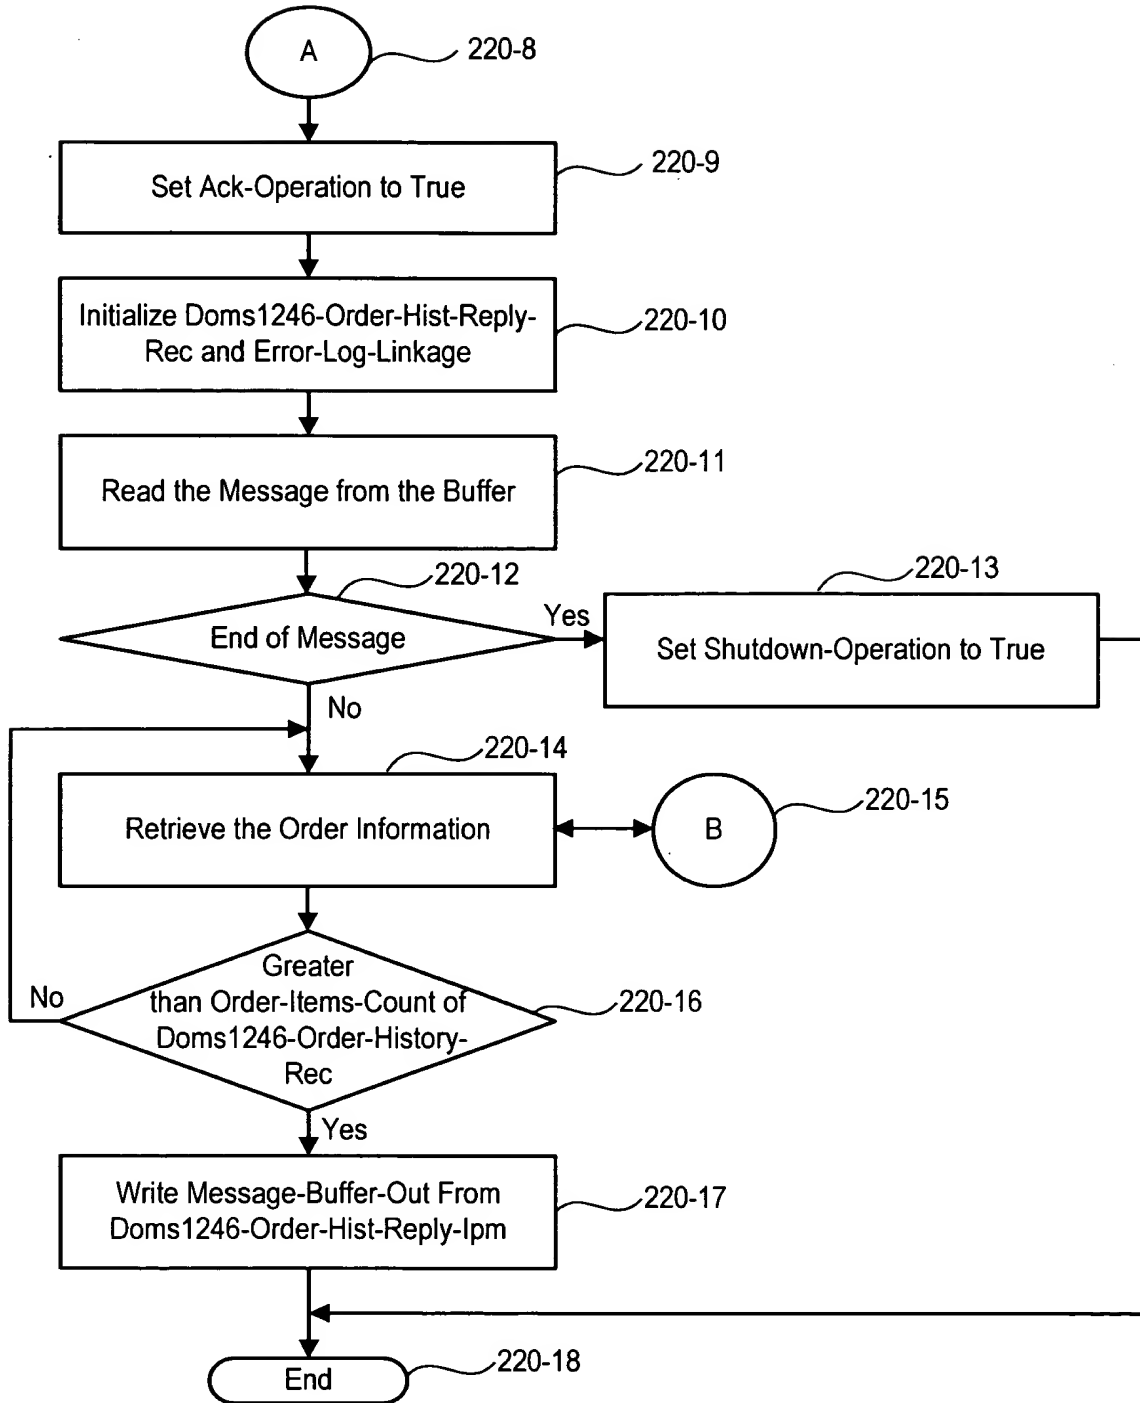 A
220-8
Set Ack-Operation to True
220-9
Initialize Doms1246-Order-Hist-Reply-
Rec and Error-Log-Linkage
220-10
Read the Message from the Buffer
220-11
220-12
End of Message
Yes
220-13
Set Shutdown-Operation to True
No
220-14
Retrieve the Order Information
B
220-15
No
Greater
than Order-Items-Count of
Doms1246-Order-History-
Rec
220-16
Yes
Write Message-Buffer-Out From
Doms1246-Order-Hist-Reply-Ipm
220-17
End
220-18